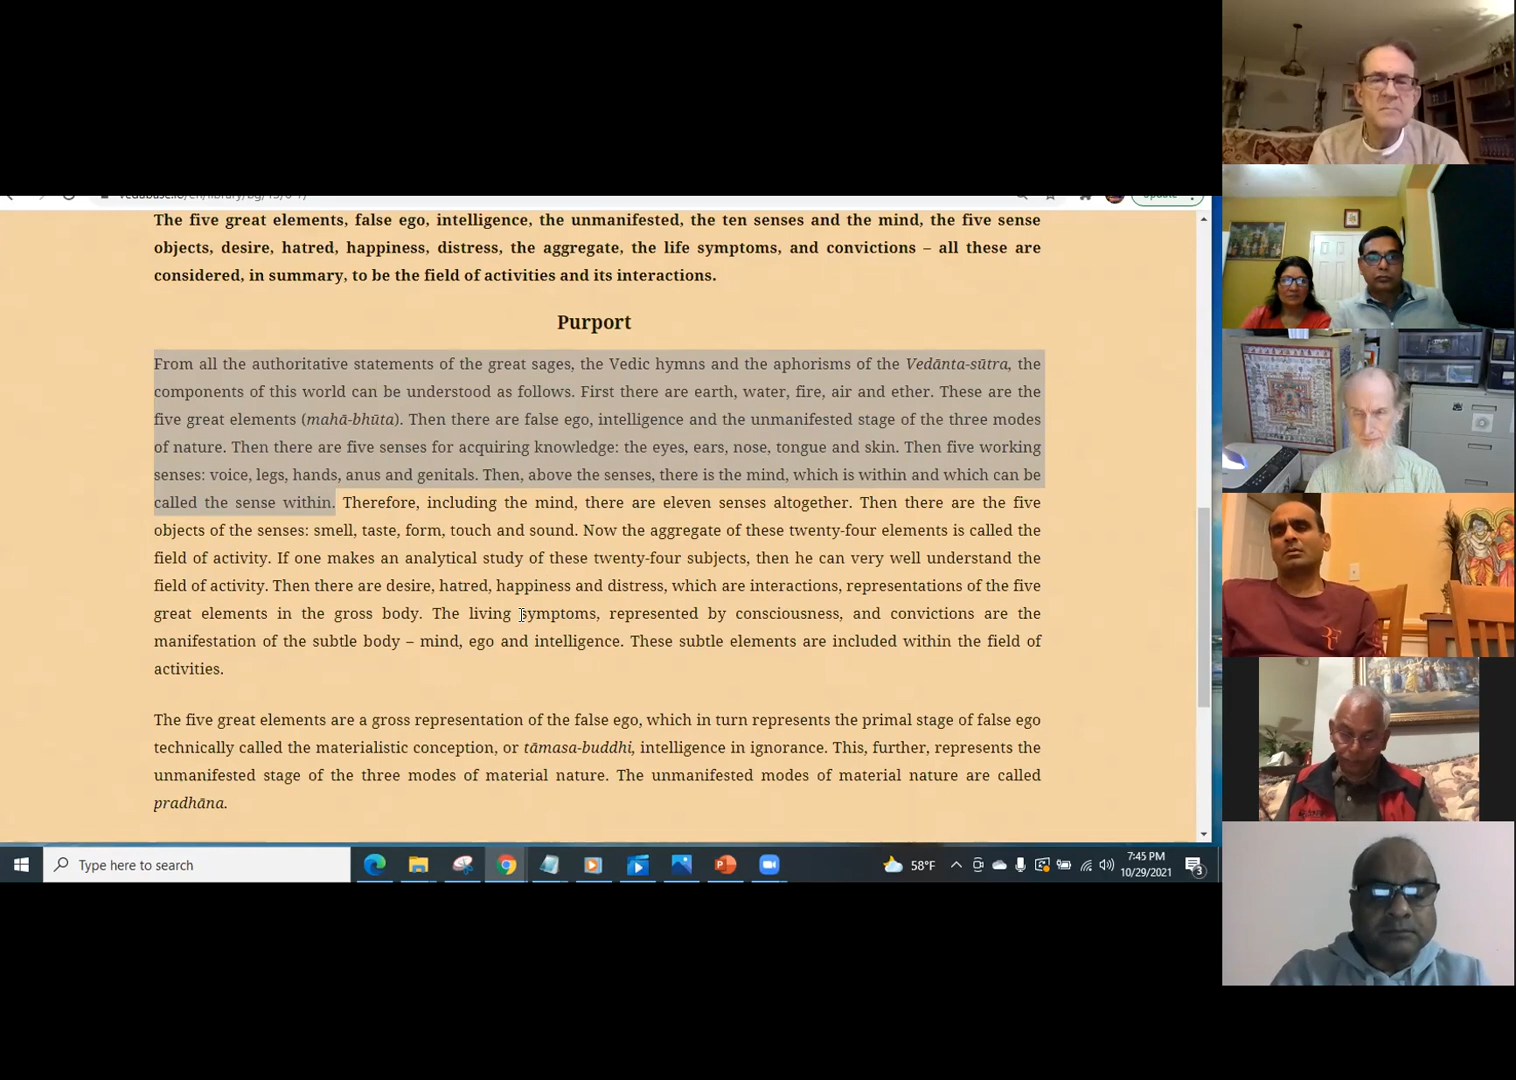 Update
The five great elements, false ego, intelligence, the unmanifested, the ten senses and the mind, the five sense
objects, desire, hatred, happiness, distress, the aggregate, the life symptoms, and convictions – all these are
considered, in summary, to be the field of activities and its interactions.
Purport
From all the authoritative statements of the great sages, the Vedic hymns and the aphorisms of the Vedānta-sūtra, the
components of this world can be understood as follows. First there are earth, water, fire, air and ether. These are the
five great elements (mahā-bhūta). Then there are false ego, intelligence and the unmanifested stage of the three modes
of nature. Then there are five senses for acquiring knowledge: the eyes, ears, nose, tongue and skin. Then five working
senses: voice, legs, hands, anus and genitals. Then, above the senses, there is the mind, which is within and which can be
called the sense within. Therefore, including the mind, there are eleven senses altogether. Then there are the five
objects of the senses: smell, taste, form, touch and sound. Now the aggregate of these twenty-four elements is called the
field of activity. If one makes an analytical study of these twenty-four subjects, then he can very well understand the
field of activity. Then there are desire, hatred, happiness and distress, which are interactions, representations of the five
great elements in the gross body. The living symptoms, represented by consciousness, and convictions are the
manifestation of the subtle body – mind, ego and intelligence. These subtle elements are included within the field of
activities.
The five great elements are a gross representation of the false ego, which in turn represents the primal stage of false ego
technically called the materialistic conception, or tāmasa-buddhi, intelligence in ignorance. This, further, represents the
unmanifested stage of the three modes of material nature. The unmanifested modes of material nature are called
pradhāna.
Type here to search
58°F
7:45 PM
10/29/2021
3
RF